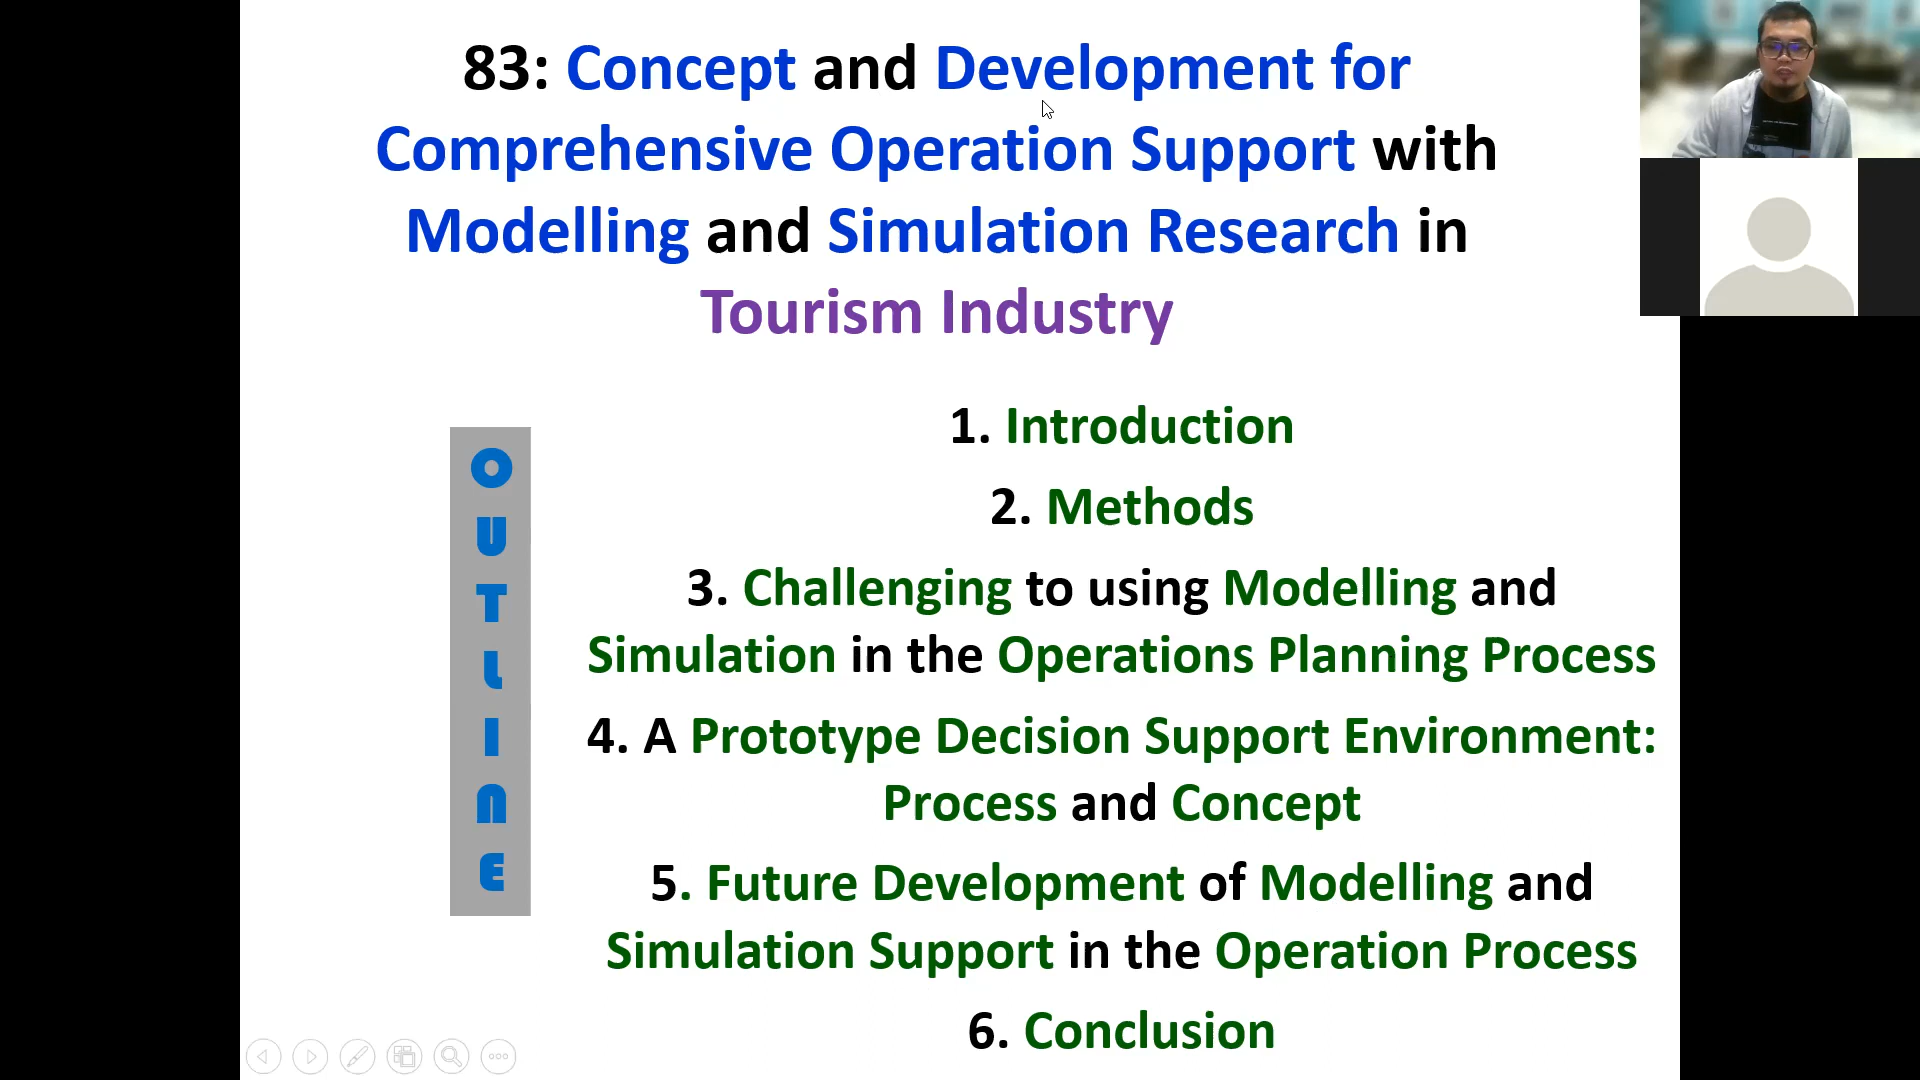 83: Concept and Development for
Comprehensive Operation Support with
Modelling and Simulation Research in
Tourism Industry
OUTLINE
1. Introduction
2. Methods
3. Challenging to using Modelling and
Simulation in the Operations Planning Process
4. A Prototype Decision Support Environment:
Process and Concept
5. Future Development of Modelling and
Simulation Support in the Operation Process
6. Conclusion